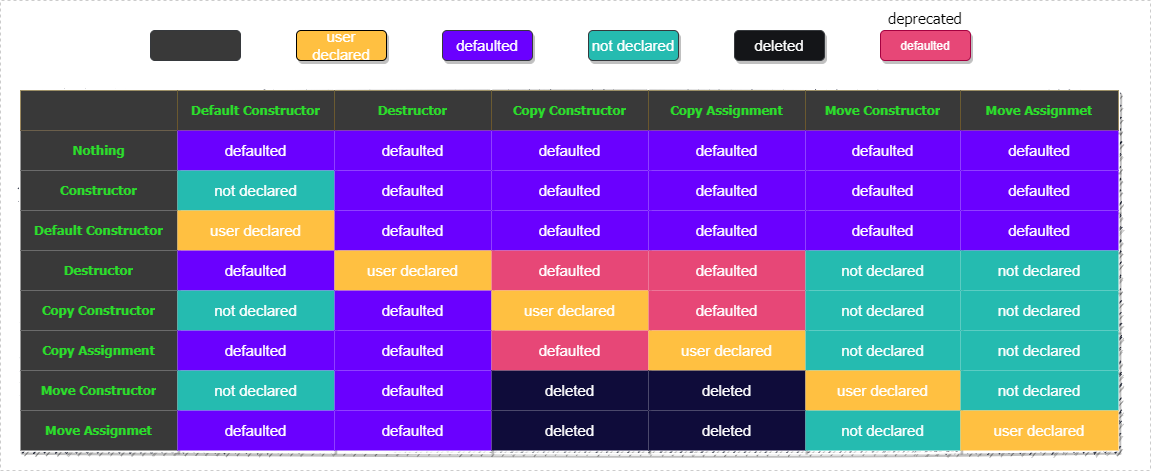 deprecated
user
declared
defaulted
not declared
deleted
defaulted
Default Constructor Destructor Copy Constructor Copy Assignment Move Constructor Move Assignmet
Nothing defaulted defaulted defaulted defaulted defaulted defaulted
Constructor not declared defaulted defaulted defaulted defaulted defaulted
Default Constructor user declared defaulted defaulted defaulted defaulted defaulted
Destructor defaulted user declared defaulted defaulted not declared not declared
Copy Constructor not declared defaulted user declared defaulted not declared not declared
Copy Assignment defaulted defaulted defaulted user declared not declared not declared
Move Constructor not declared defaulted deleted deleted user declared not declared
Move Assignmet defaulted defaulted deleted deleted not declared user declared